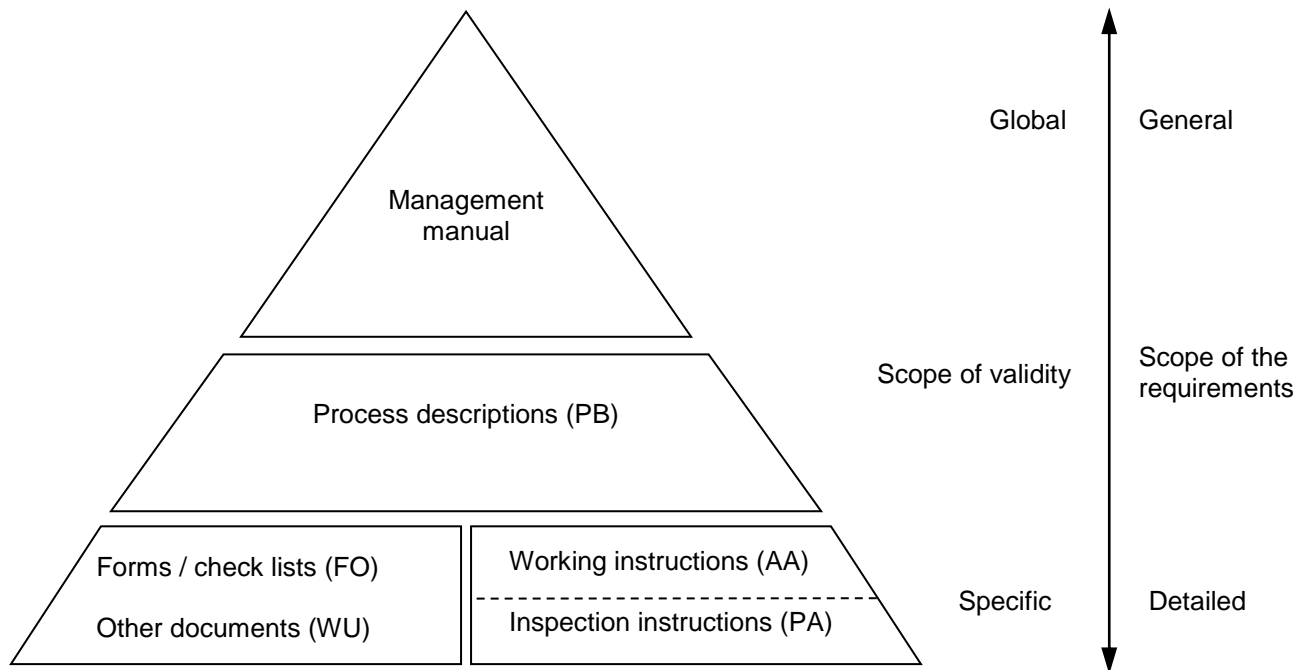 Global
General
Management
manual
Scope of validity
Scope of the
requirements
Process descriptions (PB)
Forms / check lists (FO)
Working instructions (AA)
Specific
Detailed
Other documents (WU)
Inspection instructions (PA)